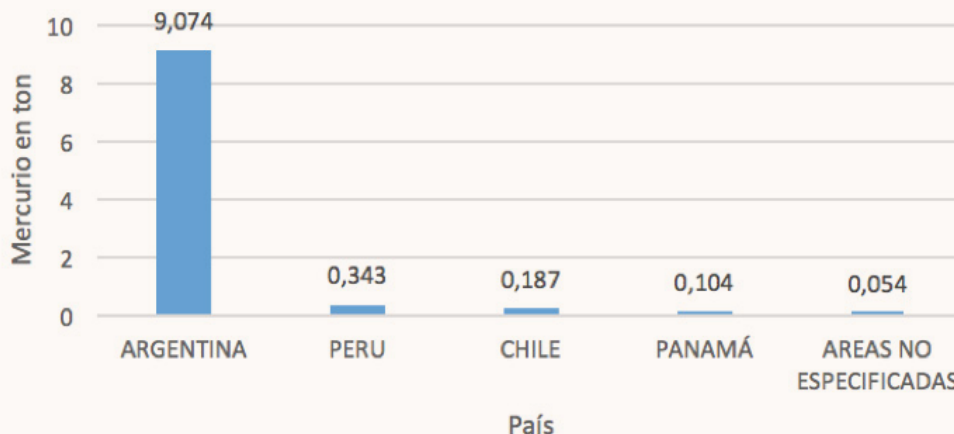 Mercurio en ton
10
8
6
4
2
0
9,074
0,343
0,187
0,104
0,054
ARGENTINA
PERU
CHILE
PANAMÁ
AREAS NO
ESPECIFICADAS
País